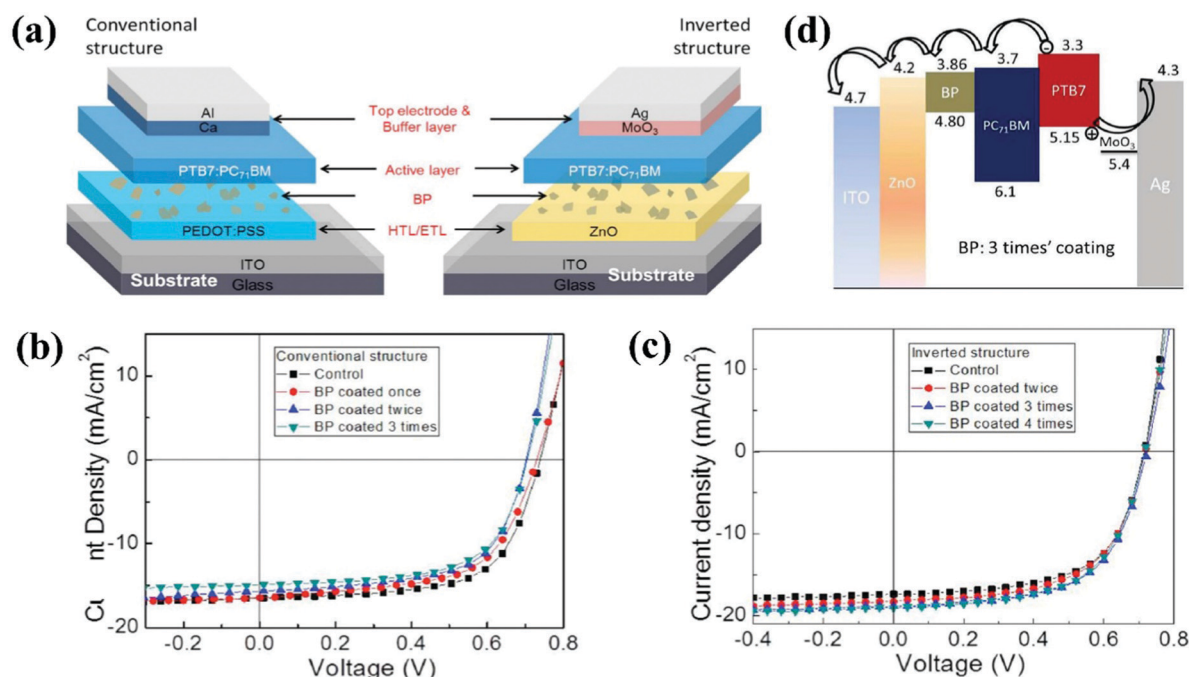 (a)
Conventional
structure
Inverted
structure
Al
Ca
Top electrode &
Buffer layer
Ag
MoO₃
PTB7:PC₇₁BM
Active layer
PTB7:PC₇₁BM
BP
PEDOT:PSS
HTL/ETL
ZnO
ITO
Substrate
Glass
ITO
Substrate
Glass
(d)
4.7
4.2
3.86
3.7
3.3
4.3
BP
4.80
PC₇₁BM
PTB7
5.15
MoO₃
5.4
6.1
ITO
ZnO
Ag
BP: 3 times' coating
(b)
nt Density (mA/cm²)
10
0
-10
-20
Conventional structure
Control
BP coated once
BP coated twice
BP coated 3 times
0.0
0.2
0.4
0.6
0.8
Voltage (V)
(c)
Current density (mA/cm²)
10
0
-10
-20
Inverted structure
Control
BP coated twice
BP coated 3 times
BP coated 4 times
-0.4
-0.2
0.0
0.2
0.4
0.6
0.8
Voltage (V)